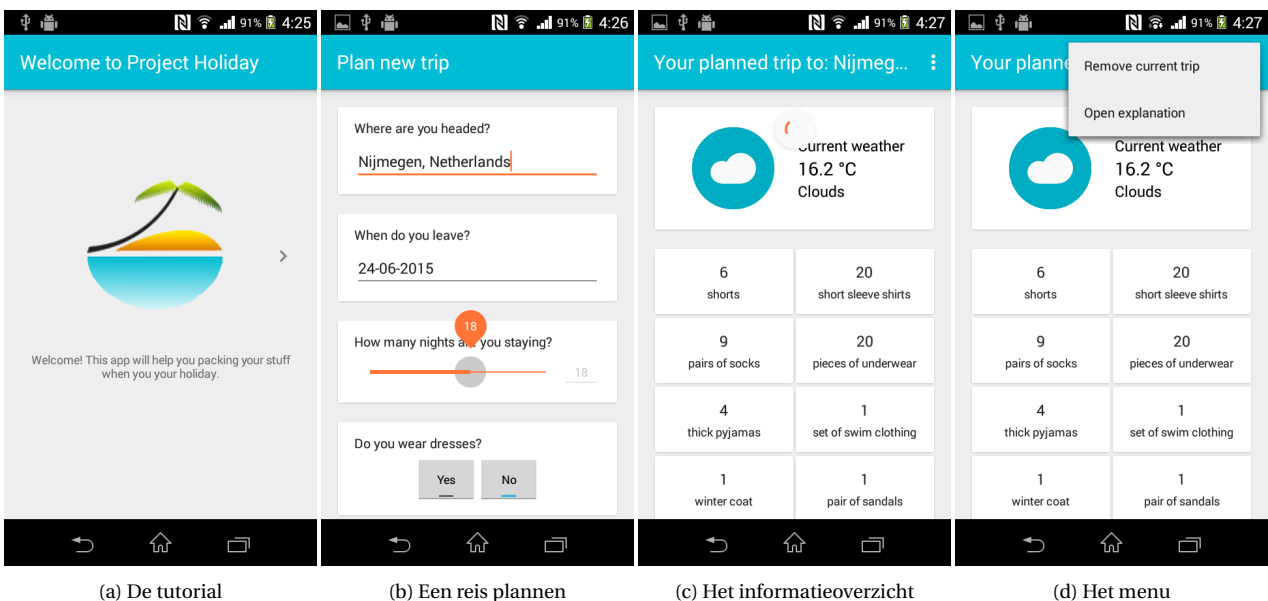 91% 4:25
Welcome to Project Holiday
Welcome! This app will help you packing your stuff
when you your holiday.
(a) De tutorial
91% 4:26
Plan new trip
Where are you headed?
Nijmegen, Netherlands
When do you leave?
24-06-2015
18
How many nights a you staying?
18
Do you wear dresses?
Yes No
(b) Een reis plannen
91% 4:27
Your planned trip to: Nijmeg...
Current weather
16.2 °C
Clouds
6 20
shorts short sleeve shirts
9 20
pairs of socks pieces of underwear
4 1
thick pyjamas set of swim clothing
1 1
winter coat pair of sandals
(c) Het informatieoverzicht
91% 4:27
Your planne
Remove current trip
Open explanation
Current weather
16.2 °C
Clouds
6 20
shorts short sleeve shirts
9 20
pairs of socks pieces of underwear
4 1
thick pyjamas set of swim clothing
1 1
winter coat pair of sandals
(d) Het menu